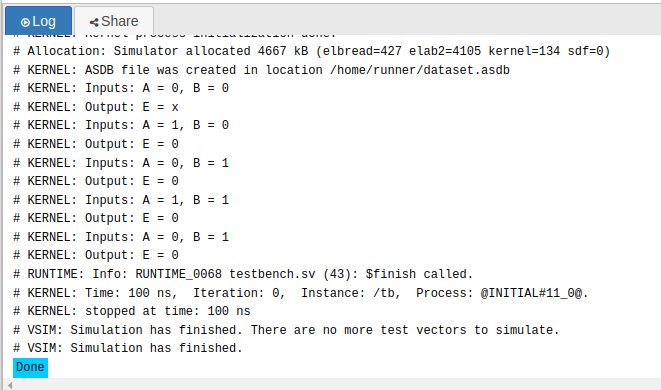 Log
Share
# KERNEL: Kernel process initialization done.
# Allocation: Simulator allocated 4667 kB (elbread=427 elab2=4105 kernel=134 sdf=0)
# KERNEL: ASDB file was created in location /home/runner/dataset.asdb
# KERNEL: Inputs: A = 0, B = 0
# KERNEL: Output: E = x
# KERNEL: Inputs: A = 1, B = 0
# KERNEL: Output: E = 0
# KERNEL: Inputs: A = 0, B = 1
# KERNEL: Output: E = 0
# KERNEL: Inputs: A = 1, B = 1
# KERNEL: Output: E = 0
# KERNEL: Inputs: A = 0, B = 1
# KERNEL: Output: E = 0
# RUNTIME: Info: RUNTIME_0068 testbench.sv (43): $finish called.
# KERNEL: Time: 100 ns,  Iteration: 0,  Instance: /tb,  Process: @INITIAL#11_0@.
# KERNEL: stopped at time: 100 ns
# VSIM: Simulation has finished. There are no more test vectors to simulate.
# VSIM: Simulation has finished.
Done